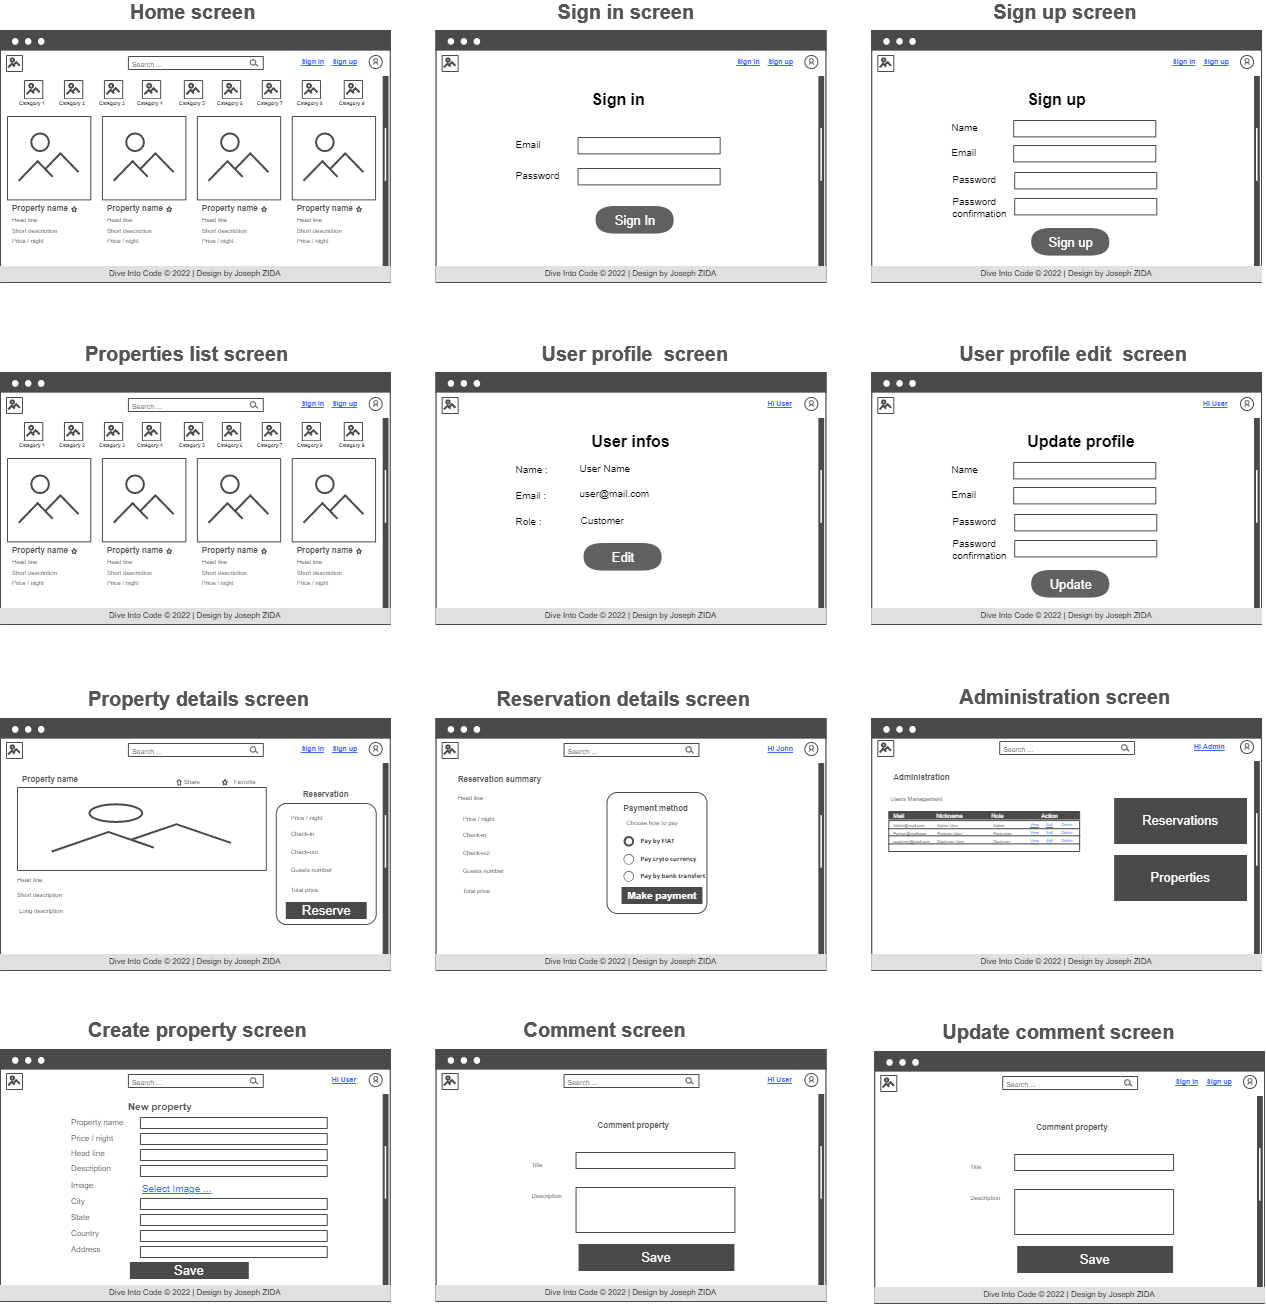 Home screen
Search ...
Sign in Sign up
Category 1 Category 2 Category 3 Category 4 Category 5 Category 6 Category 7 Category 8 Category 9
Property name Property name Property name Property name
Head line Head line Head line Head line
Short description Short description Short description Short description
Price / night Price / night Price / night Price / night
Dive Into Code © 2022 | Design by Joseph ZIDA
Sign in screen
Sign in Sign up
Sign in
Email
Password
Sign In
Dive Into Code © 2022 | Design by Joseph ZIDA
Sign up screen
Sign in Sign up
Sign up
Name
Email
Password
Password
confirmation
Sign up
Dive Into Code © 2022 | Design by Joseph ZIDA
Properties list screen
Search ...
Sign in Sign up
Category 1 Category 2 Category 3 Category 4 Category 5 Category 6 Category 7 Category 8 Category 9
Property name Property name Property name Property name
Head line Head line Head line Head line
Short description Short description Short description Short description
Price / night Price / night Price / night Price / night
Dive Into Code © 2022 | Design by Joseph ZIDA
User profile screen
Hi User
User infos
Name : User Name
Email : user@mail.com
Role : Customer
Edit
Dive Into Code © 2022 | Design by Joseph ZIDA
User profile edit screen
Hi User
Update profile
Name
Email
Password
Password
confirmation
Update
Dive Into Code © 2022 | Design by Joseph ZIDA
Property details screen
Search ...
Sign in Sign up
Property name
Share Favorite
Reservation
Price / night
Check-in
Check-out
Guests number
Total price
Reserve
Head line
Short description
Long description
Dive Into Code © 2022 | Design by Joseph ZIDA
Reservation details screen
Search ...
Hi John
Reservation summary
Head line
Price / night
Check-in
Check-out
Guests number
Total price
Payment method
Choose how to pay
Pay by FIAT
Pay cryto currency
Pay by bank transfert
Make payment
Dive Into Code © 2022 | Design by Joseph ZIDA
Administration screen
Search ...
Hi Admin
Administration
Users Management
Mail Nickname Role Action
Admin@mail.com Admin User Admin View Edit Delete
Partner@mail.com Partner User Partner View Edit Delete
customer@mail.com Customer User Customer View Edit Delete
Reservations
Properties
Dive Into Code © 2022 | Design by Joseph ZIDA
Create property screen
Search ...
Hi User
New property
Property name
Price / night
Head line
Description
Image Select Image ...
City
State
Country
Address
Save
Dive Into Code © 2022 | Design by Joseph ZIDA
Comment screen
Search ...
Hi User
Comment property
Title
Description
Save
Dive Into Code © 2022 | Design by Joseph ZIDA
Update comment screen
Search ...
Sign in Sign up
Comment property
Title
Description
Save
Dive Into Code © 2022 | Design by Joseph ZIDA